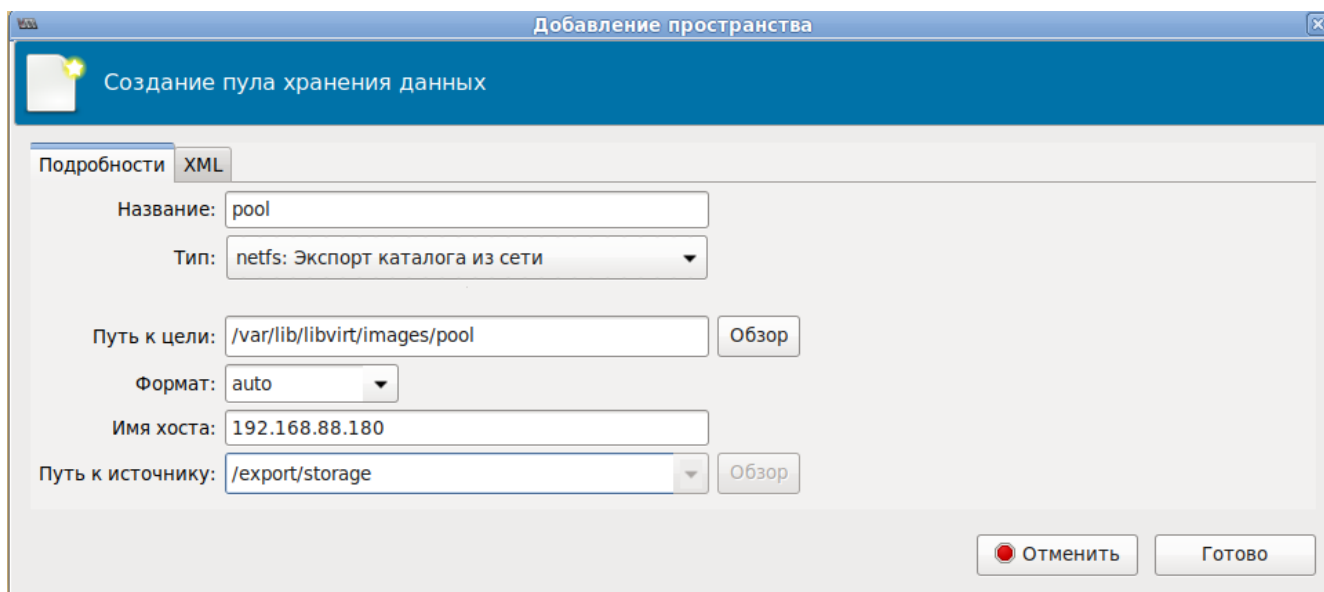 Добавление пространства
Создание пула хранения данных
Подробности XML
Название: pool
Тип: netfs: Экспорт каталога из сети
Путь к цели: /var/lib/libvirt/images/pool Обзор
Формат: auto
Имя хоста: 192.168.88.180
Путь к источнику: /export/storage Обзор
Отменить Готово